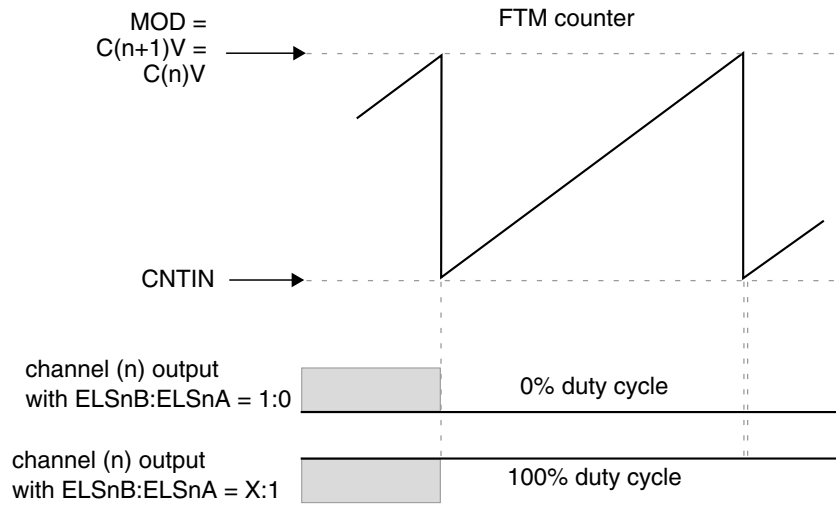 FTM counter
MOD =
C(n+1)V =
C(n)V
CNTIN
channel (n) output
with ELSnB:ELSnA = 1:0
0% duty cycle
channel (n) output
with ELSnB:ELSnA = X:1
100% duty cycle